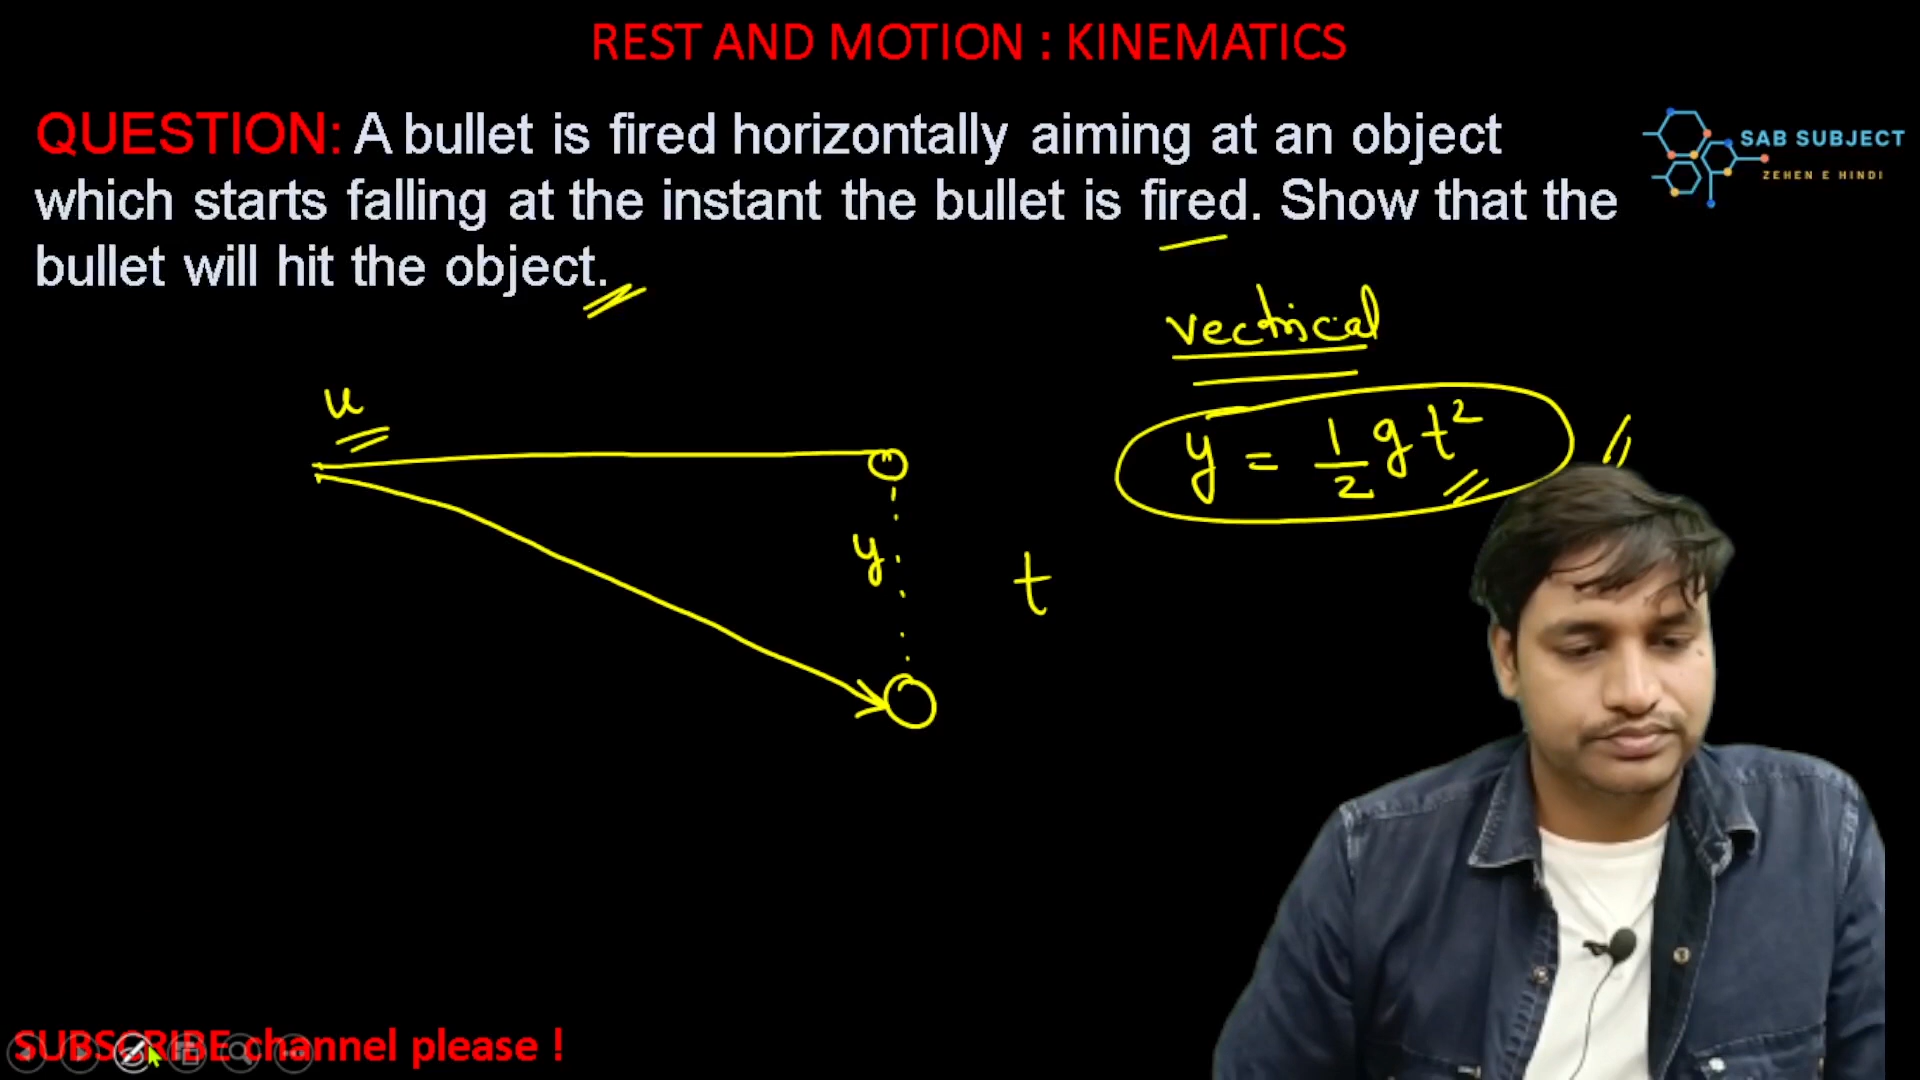 REST AND MOTION : KINEMATICS
QUESTION: A bullet is fired horizontally aiming at an object
which starts falling at the instant the bullet is fired. Show that the
bullet will hit the object.
SAB SUBJECT
ZEHEN E HINDI
vectrical
u
y = 1/2 g t²
y
t
SUBSCRIBE channel please !